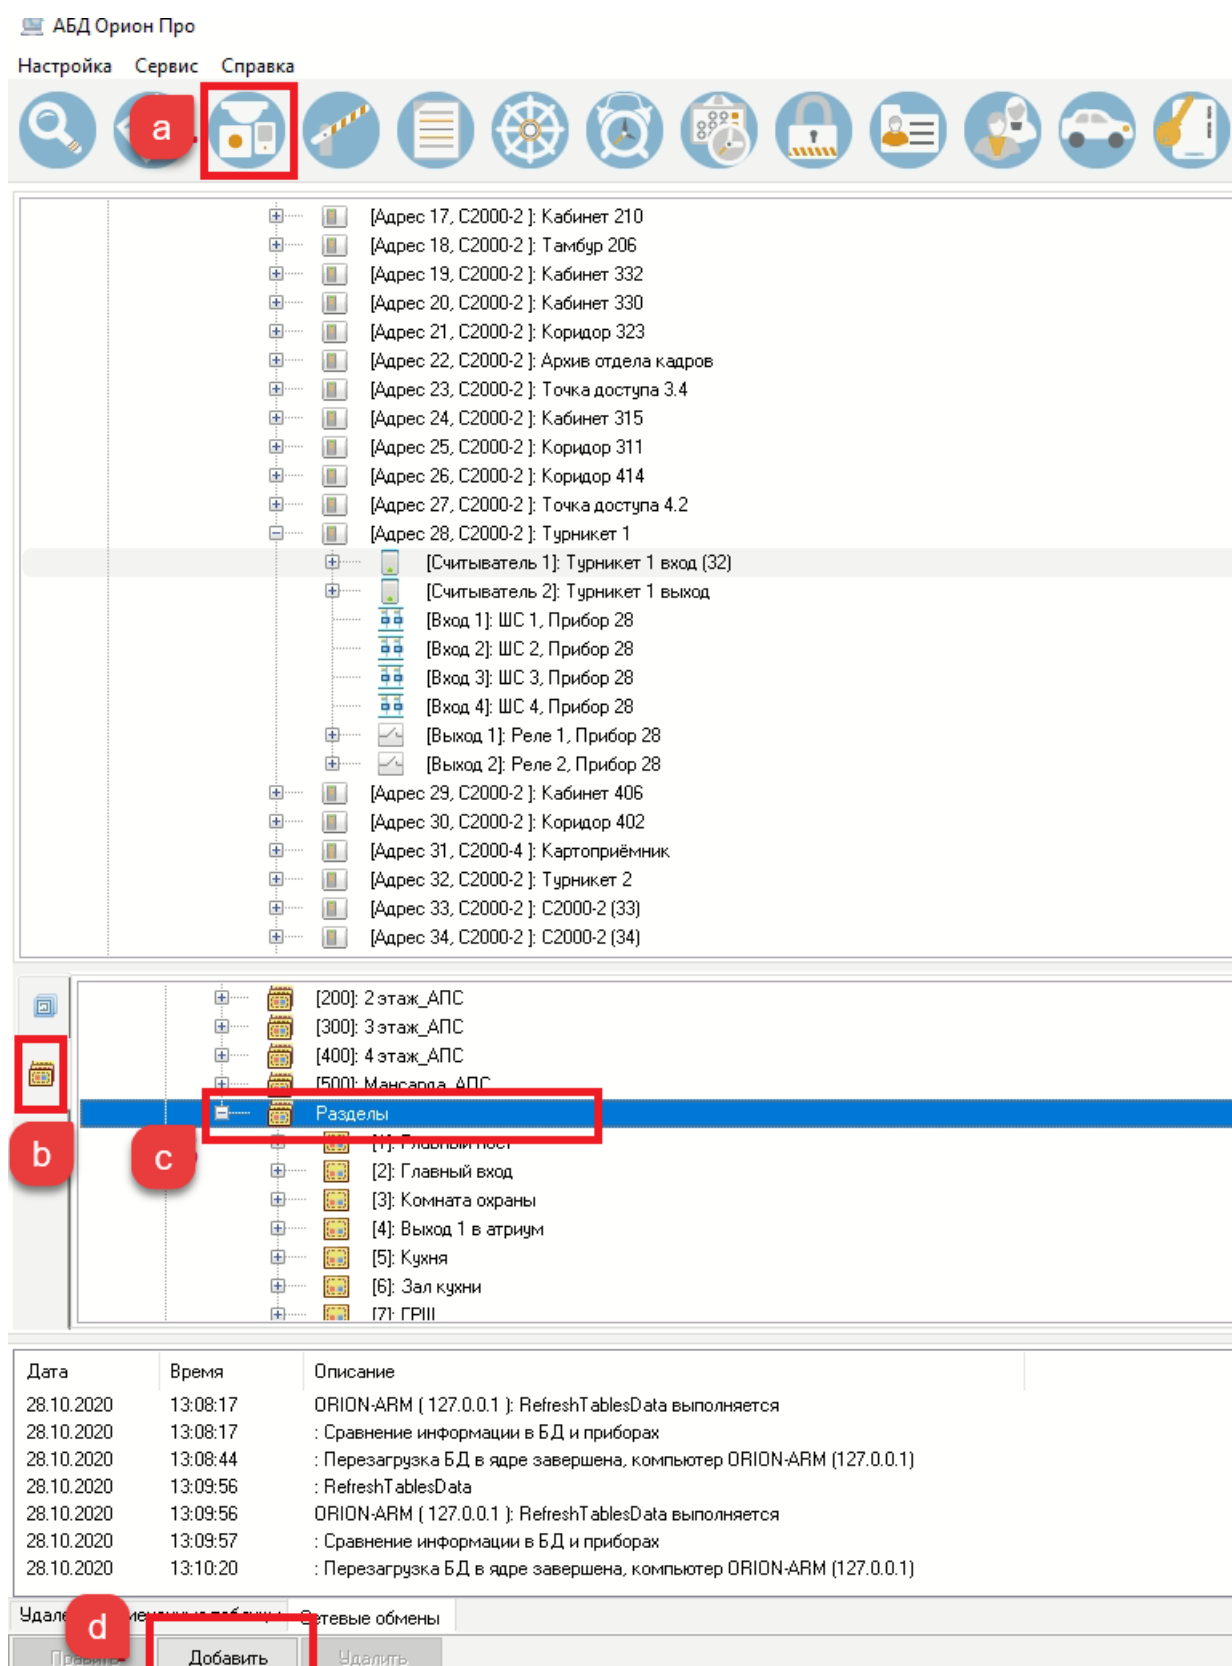 АБД Орион Про
Настройка Сервис Справка
a
[Адрес 17, С2000-2 ]: Кабинет 210
[Адрес 18, С2000-2 ]: Тамбур 206
[Адрес 19, С2000-2 ]: Кабинет 332
[Адрес 20, С2000-2 ]: Кабинет 330
[Адрес 21, С2000-2 ]: Коридор 323
[Адрес 22, С2000-2 ]: Архив отдела кадров
[Адрес 23, С2000-2 ]: Точка доступа 3.4
[Адрес 24, С2000-2 ]: Кабинет 315
[Адрес 25, С2000-2 ]: Коридор 311
[Адрес 26, С2000-2 ]: Коридор 414
[Адрес 27, С2000-2 ]: Точка доступа 4.2
[Адрес 28, С2000-2 ]: Турникет 1
[Считыватель 1]: Турникет 1 вход (32)
[Считыватель 2]: Турникет 1 выход
[Вход 1]: ШС 1, Прибор 28
[Вход 2]: ШС 2, Прибор 28
[Вход 3]: ШС 3, Прибор 28
[Вход 4]: ШС 4, Прибор 28
[Выход 1]: Реле 1, Прибор 28
[Выход 2]: Реле 2, Прибор 28
[Адрес 29, С2000-2 ]: Кабинет 406
[Адрес 30, С2000-2 ]: Коридор 402
[Адрес 31, С2000-4 ]: Картоприёмник
[Адрес 32, С2000-2 ]: Турникет 2
[Адрес 33, С2000-2 ]: С2000-2 (33)
[Адрес 34, С2000-2 ]: С2000-2 (34)
[200]: 2 этаж_АПС
[300]: 3 этаж_АПС
[400]: 4 этаж_АПС
[500]: Мансарда_АПС
Разделы
[1]: Главный пост
b
c
[2]: Главный вход
[3]: Комната охраны
[4]: Выход 1 в атриум
[5]: Кухня
[6]: Зал кухни
[7]: ГРЩ
Дата Время Описание
28.10.2020 13:08:17 ORION-ARM ( 127.0.0.1 ): RefreshTablesData выполняется
28.10.2020 13:08:17 : Сравнение информации в БД и приборах
28.10.2020 13:08:44 : Перезагрузка БД в ядре завершена, компьютер ORION-ARM (127.0.0.1)
28.10.2020 13:09:56 : RefreshTablesData
28.10.2020 13:09:56 ORION-ARM ( 127.0.0.1 ): RefreshTablesData выполняется
28.10.2020 13:09:57 : Сравнение информации в БД и приборах
28.10.2020 13:10:20 : Перезагрузка БД в ядре завершена, компьютер ORION-ARM (127.0.0.1)
Сетевые обмены
d
Править Добавить Удалить